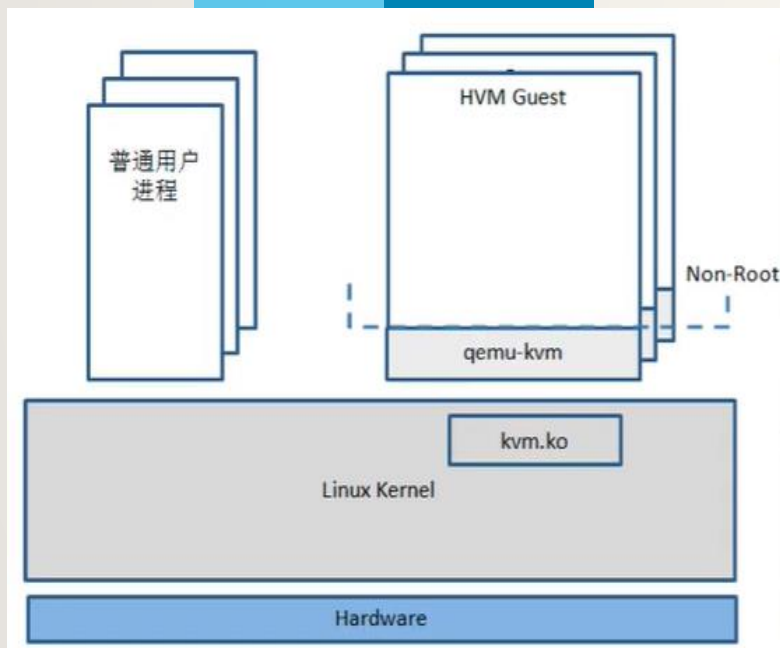 普通用户
进程
HVM Guest
Non-Root
qemu-kvm
kvm.ko
Linux Kernel
Hardware